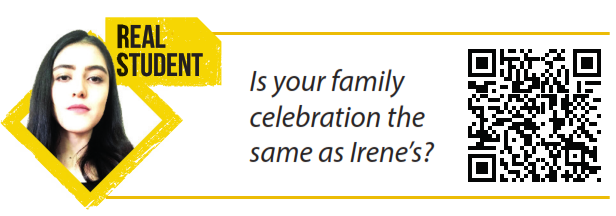 REAL
STUDENT
Is your family
celebration the
same as Irene's?